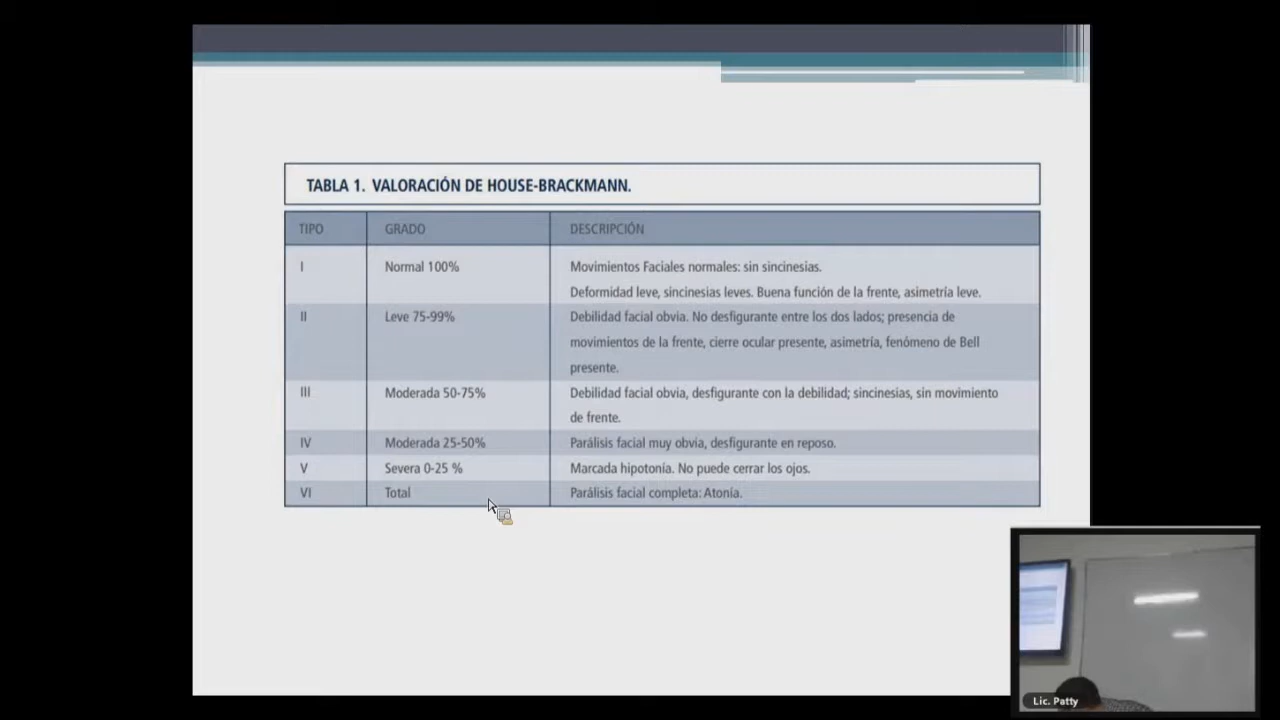 TABLA 1. VALORACIÓN DE HOUSE-BRACKMANN.
TIPO GRADO DESCRIPCIÓN
I Normal 100% Movimientos Faciales normales: sin sincinesias.
Deformidad leve, sincinesias leves. Buena función de la frente, asimetría leve.
II Leve 75-99% Debilidad facial obvia. No desfigurante entre los dos lados; presencia de
movimientos de la frente, cierre ocular presente, asimetría, fenómeno de Bell
presente.
III Moderada 50-75% Debilidad facial obvia, desfigurante con la debilidad; sincinesias, sin movimiento
de frente.
IV Moderada 25-50% Parálisis facial muy obvia, desfigurante en reposo.
V Severa 0-25 % Marcada hipotonía. No puede cerrar los ojos.
VI Total Parálisis facial completa: Atonía.
Lic. Patty